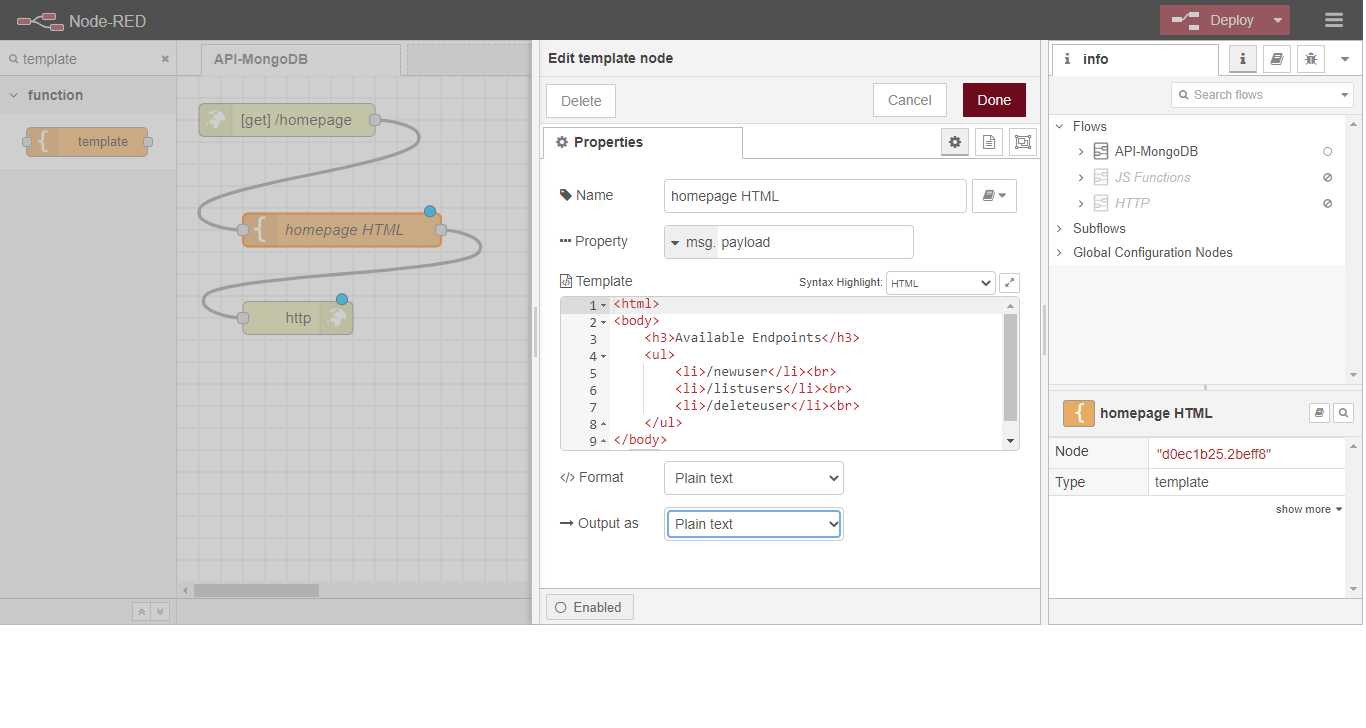 Node-RED
Deploy
template
function
template
API-MongoDB
[get] /homepage
homepage HTML
http
Edit template node
Delete
Cancel
Done
Properties
Name
homepage HTML
Property
msg. payload
Template
Syntax Highlight: HTML
1 <html>
2 <body>
3 <h3>Available Endpoints</h3>
4 <ul>
5 <li>/newuser</li><br>
6 <li>/listusers</li><br>
7 <li>/deleteuser</li><br>
8 </ul>
9 </body>
</> Format
Plain text
Output as
Plain text
Enabled
i info
i
Search flows
Flows
API-MongoDB
JS Functions
HTTP
Subflows
Global Configuration Nodes
homepage HTML
Node "d0ec1b25.2beff8"
Type template
show more